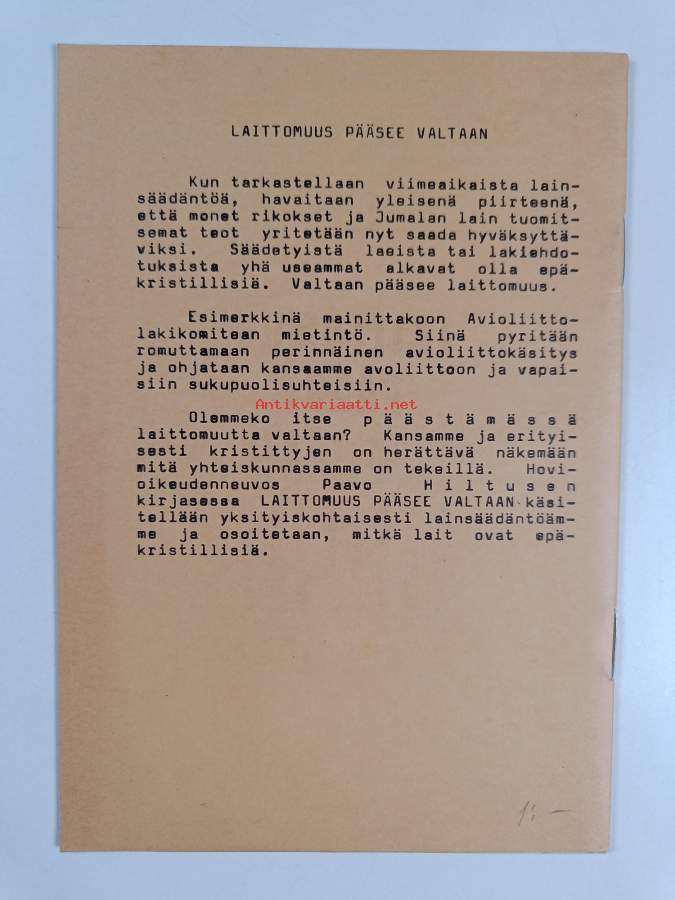 LAITTOMUUS PÄÄSEE VALTAAN
Kun tarkastellaan viimeaikaista lain-
säädäntöä, havaitaan yleisenä piirteenä,
että monet rikokset ja Jumalan lain tuomit-
semat teot yritetään nyt saada hyväksyttä-
viksi. Säädetyistä laeista tai lakiehdo-
tuksista yhä useammat alkavat olla epä-
kristillisiä. Valtaan pääsee laittomuus.
Esimerkkinä mainittakoon Avioliitto-
lakikomitean mietintö. Siinä pyritään
romuttamaan perinnäinen avioliittokäsitys
ja ohjataan kansaamme avoliittoon ja vapai-
siin sukupuolisuhteisiin.
Antikvariaatti.net
Olemmeko itse p ä ä s t ä m ä s s ä
laittomuutta valtaan? Kansamme ja erityi-
sesti kristittyjen on herättävä näkemään
mitä yhteiskunnassamme on tekeillä. Hovi-
oikeudenneuvos Paavo H i l t u s e n
kirjasessa LAITTOMUUS PÄÄSEE VALTAAN käsi-
tellään yksityiskohtaisesti lainsäädäntöäm-
me ja osoitetaan, mitkä lait ovat epä-
kristillisiä.